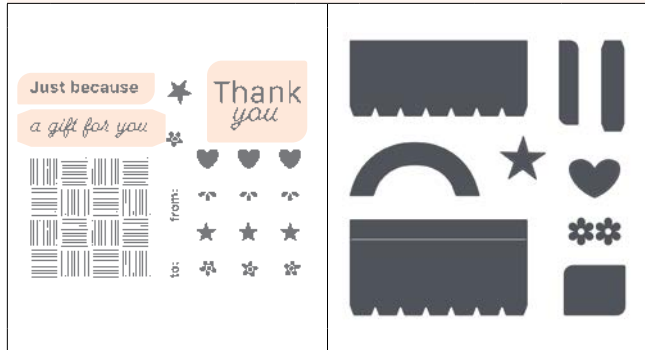 Just because
a gift for you
Thank
you
from:
to: